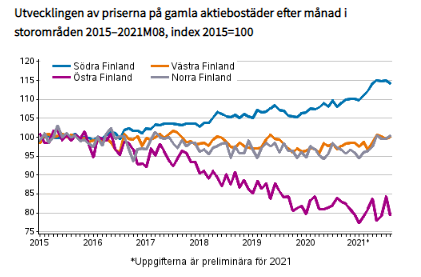 Utvecklingen av priserna på gamla aktiebostäder efter månad i
storområden 2015–2021M08, index 2015=100
Södra Finland Västra Finland
Östra Finland Norra Finland
120
115
110
105
100
95
90
85
80
75
2015 2016 2017 2018 2019 2020 2021*
*Uppgifterna är preliminära för 2021